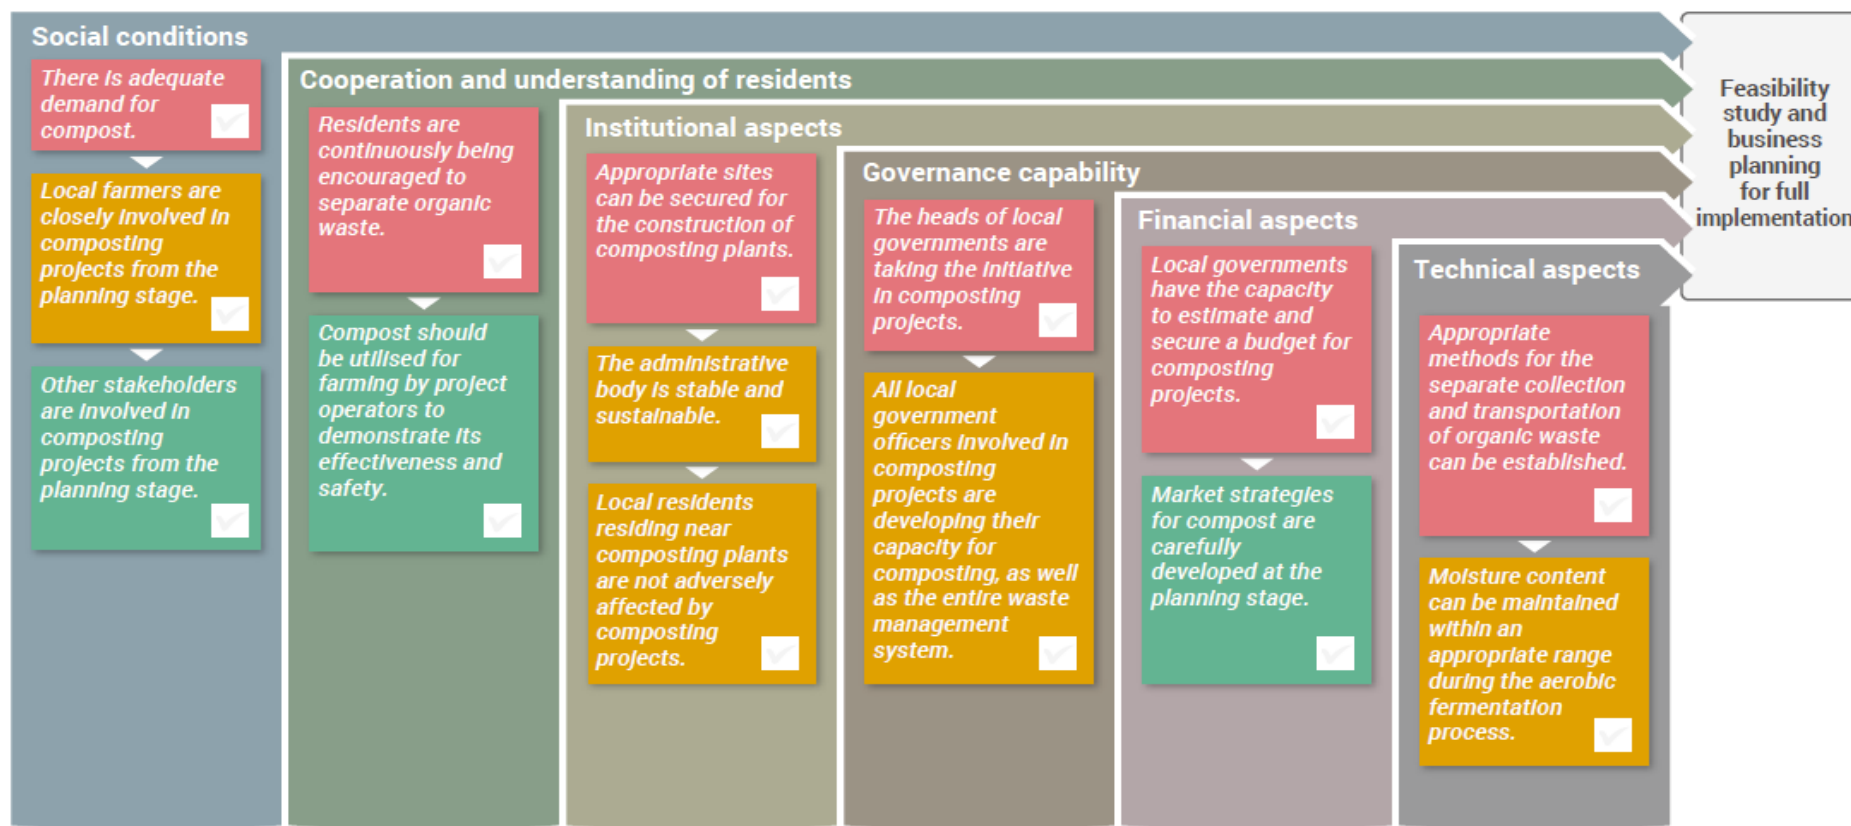 Social conditions
There is adequate
demand for
compost.
Local farmers are
closely involved in
composting
projects from the
planning stage.
Other stakeholders
are involved in
composting
projects from the
planning stage.
Cooperation and understanding of residents
Residents are
continuously being
encouraged to
separate organic
waste.
Compost should
be utilised for
farming by project
operators to
demonstrate its
effectiveness and
safety.
Institutional aspects
Appropriate sites
can be secured for
the construction of
composting plants.
The administrative
body is stable and
sustainable.
Local residents
residing near
composting plants
are not adversely
affected by
composting
projects.
Governance capability
The heads of local
governments are
taking the initiative
in composting
projects.
All local
government
officers involved in
composting
projects are
developing their
capacity for
composting, as well
as the entire waste
management
system.
Financial aspects
Local governments
have the capacity
to estimate and
secure a budget for
composting
projects.
Market strategies
for compost are
carefully
developed at the
planning stage.
Technical aspects
Appropriate
methods for the
separate collection
and transportation
of organic waste
can be established.
Moisture content
can be maintained
within an
appropriate range
during the aerobic
fermentation
process.
Feasibility
study and
business
planning
for full
implementation